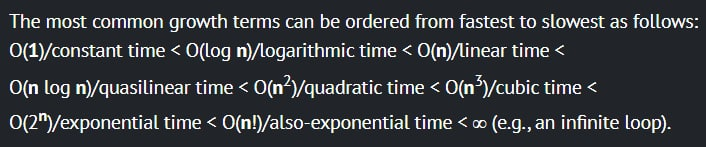 The most common growth terms can be ordered from fastest to slowest as follows:
O(1)/constant time < O(log n)/logarithmic time < O(n)/linear time <
O(n log n)/quasilinear time < O(n²)/quadratic time < O(n³)/cubic time <
O(2ⁿ)/exponential time < O(n!)/also-exponential time < ∞ (e.g., an infinite loop).